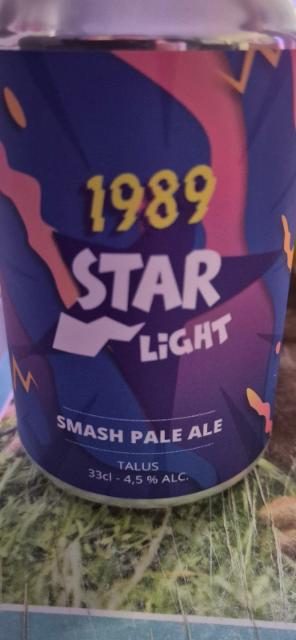 1989
STAR
LiGHT
SMASH PALE ALE
TALUS
33cl - 4,5 % ALC.